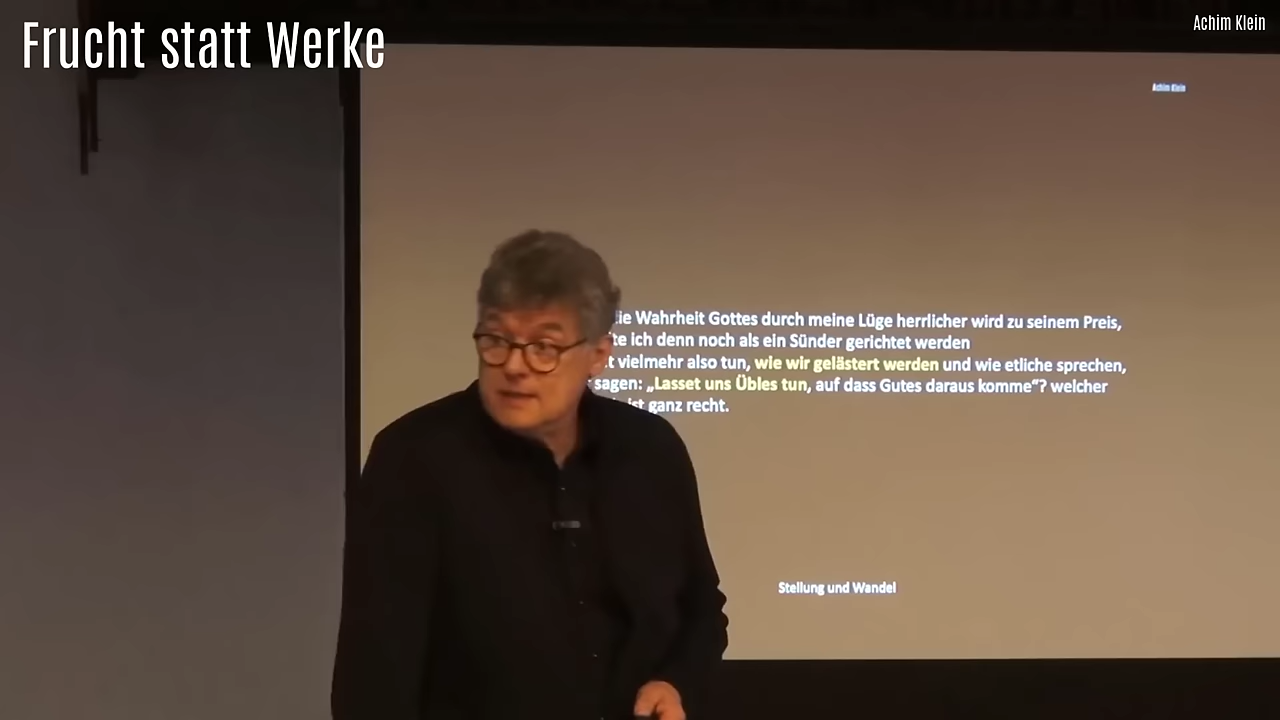 Frucht statt Werke
Achim Klein
Achim Klein
Wahrheit Gottes durch meine Lüge herrlicher wird zu seinem Preis,
ich denn noch als ein Sünder gerichtet werden
vielmehr also tun, wie wir gelästert werden und wie etliche sprechen,
sagen: „Lasset uns Übles tun, auf dass Gutes daraus komme“? welcher
ist ganz recht.
Stellung und Wandel